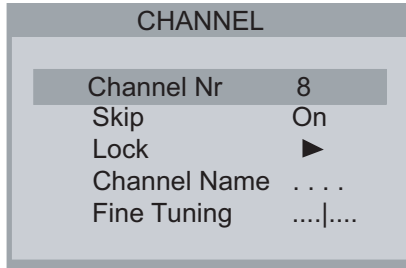 CHANNEL
Channel Nr 8
Skip On
Lock ►
Channel Name . . . .
Fine Tuning ....|....